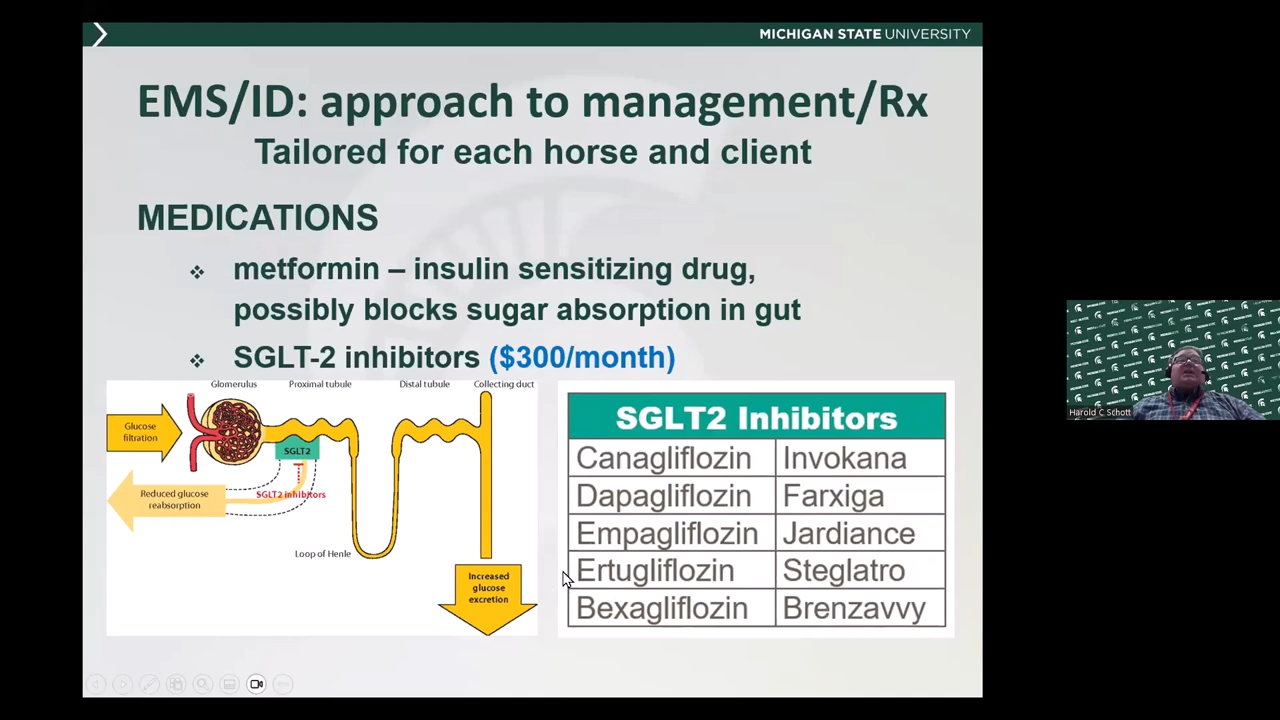 MICHIGAN STATE UNIVERSITY
EMS/ID: approach to management/Rx
Tailored for each horse and client
MEDICATIONS
❖ metformin – insulin sensitizing drug,
possibly blocks sugar absorption in gut
❖ SGLT-2 inhibitors ($300/month)
Glomerulus Proximal tubule Distal tubule Collecting duct
Glucose
filtration
SGLT2
Reduced glucose
reabsorption
SGLT2 inhibitors
Loop of Henle
Increased
glucose
excretion
SGLT2 Inhibitors
Canagliflozin Invokana
Dapagliflozin Farxiga
Empagliflozin Jardiance
Ertugliflozin Steglatro
Bexagliflozin Brenzavvy
Harold C Schott